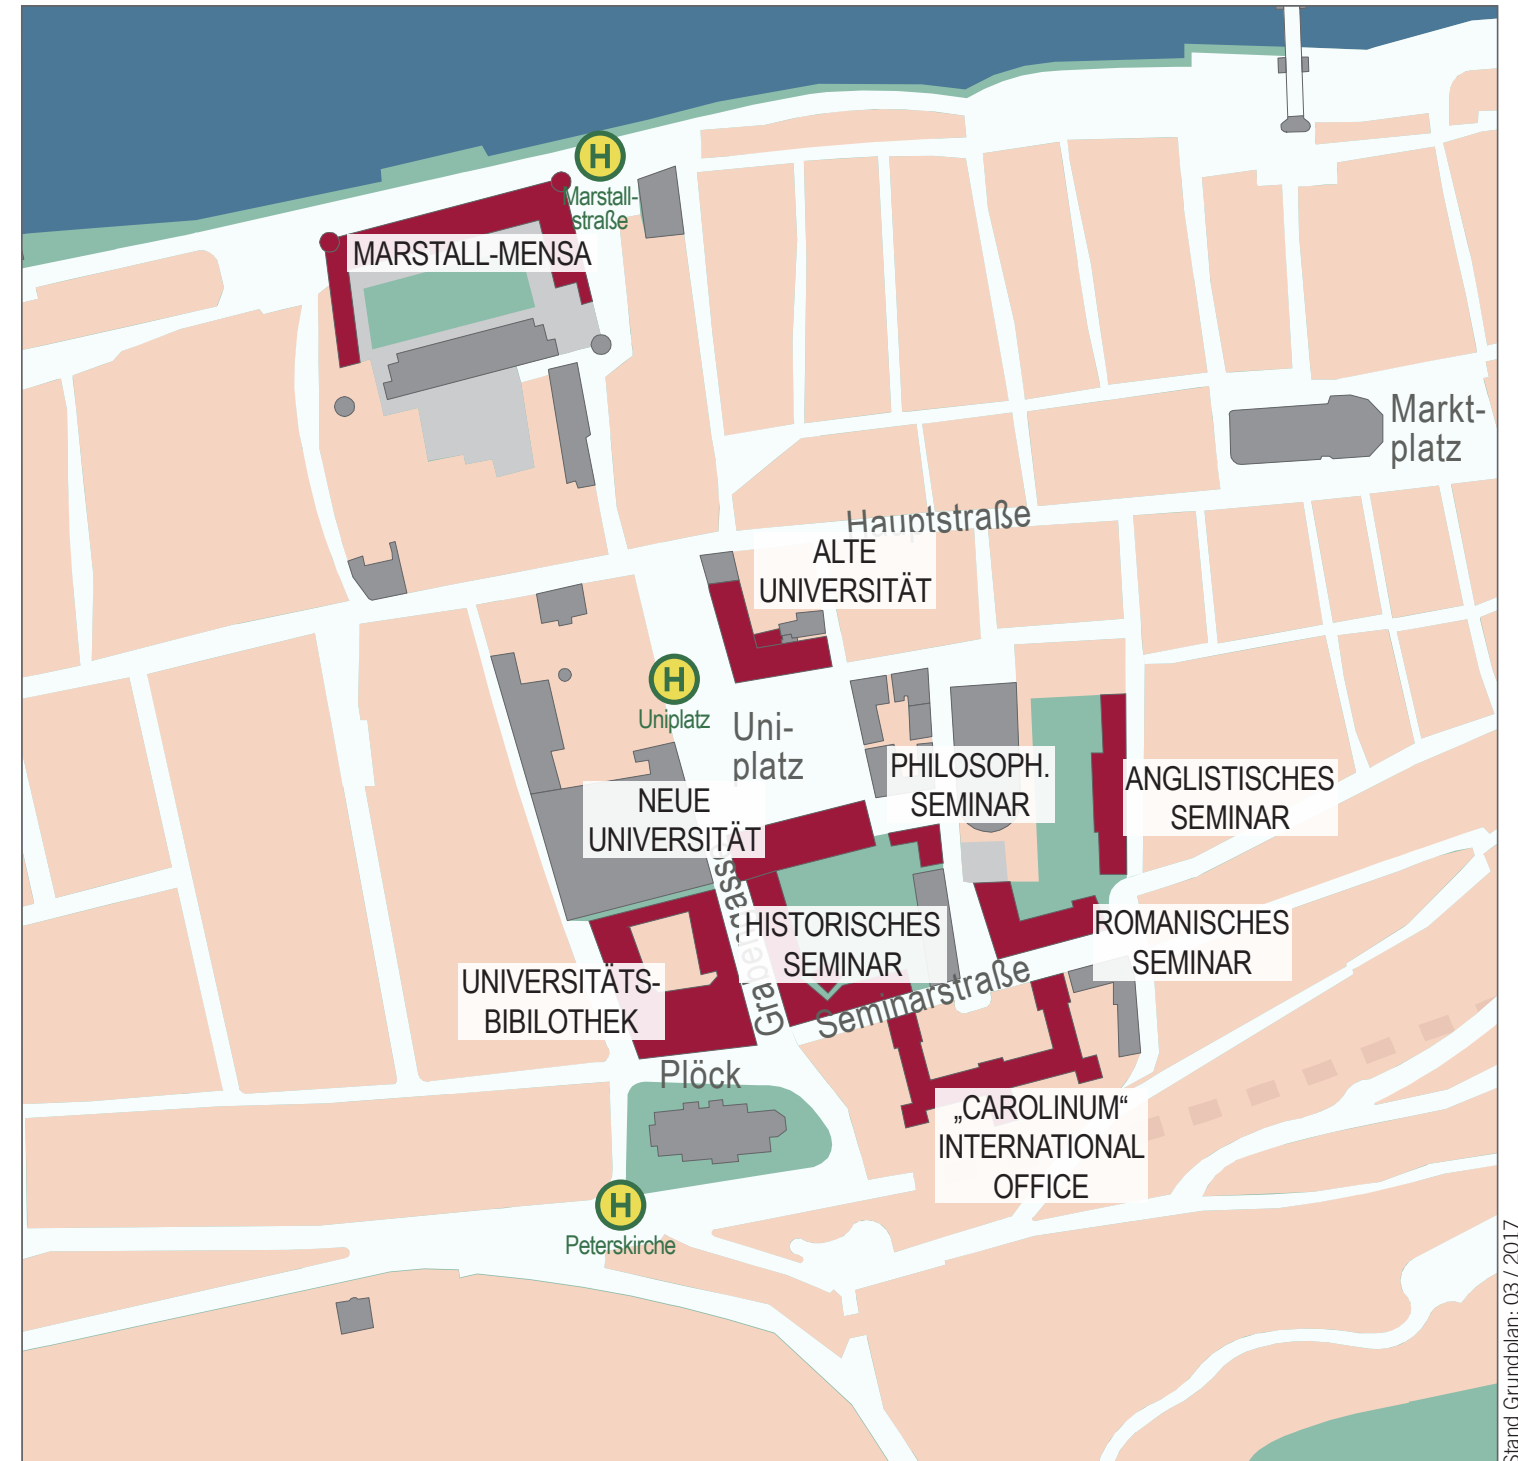 H
Marstall-
straße
MARSTALL-MENSA
Markt-
platz
Hauptstraße
ALTE
UNIVERSITÄT
H
Uniplatz
Uni-
platz
PHILOSOPH.
SEMINAR
ANGLISTISCHES
SEMINAR
NEUE
UNIVERSITÄT
HISTORISCHES
SEMINAR
ROMANISCHES
SEMINAR
UNIVERSITÄTS-
BIBILOTHEK
Seminarstraße
Plöck
„CAROLINUM“
INTERNATIONAL
OFFICE
H
Peterskirche
Stand Grundplan: 03 / 2017